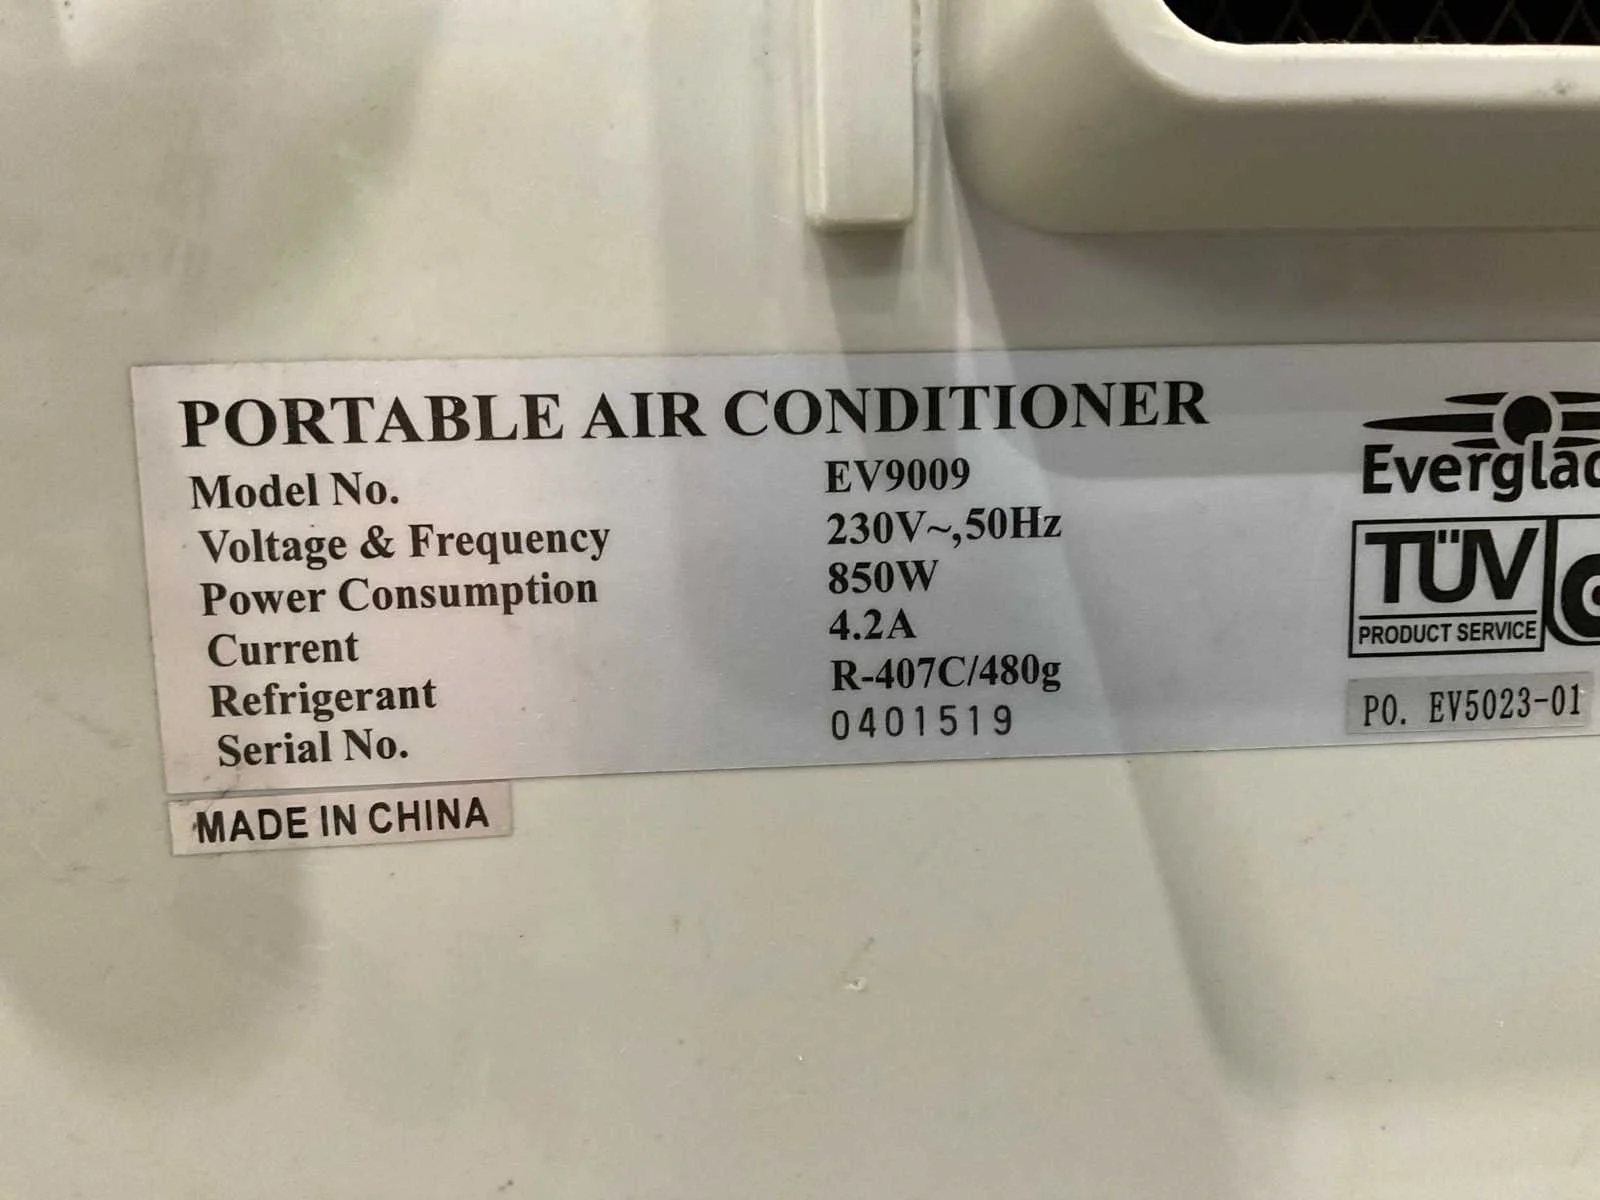 PORTABLE AIR CONDITIONER
Model No. EV9009
Voltage & Frequency 230V~,50Hz
Power Consumption 850W
Current 4.2A
Refrigerant R-407C/480g
Serial No. 0401519
MADE IN CHINA
TÜV
PRODUCT SERVICE
PO. EV5023-01